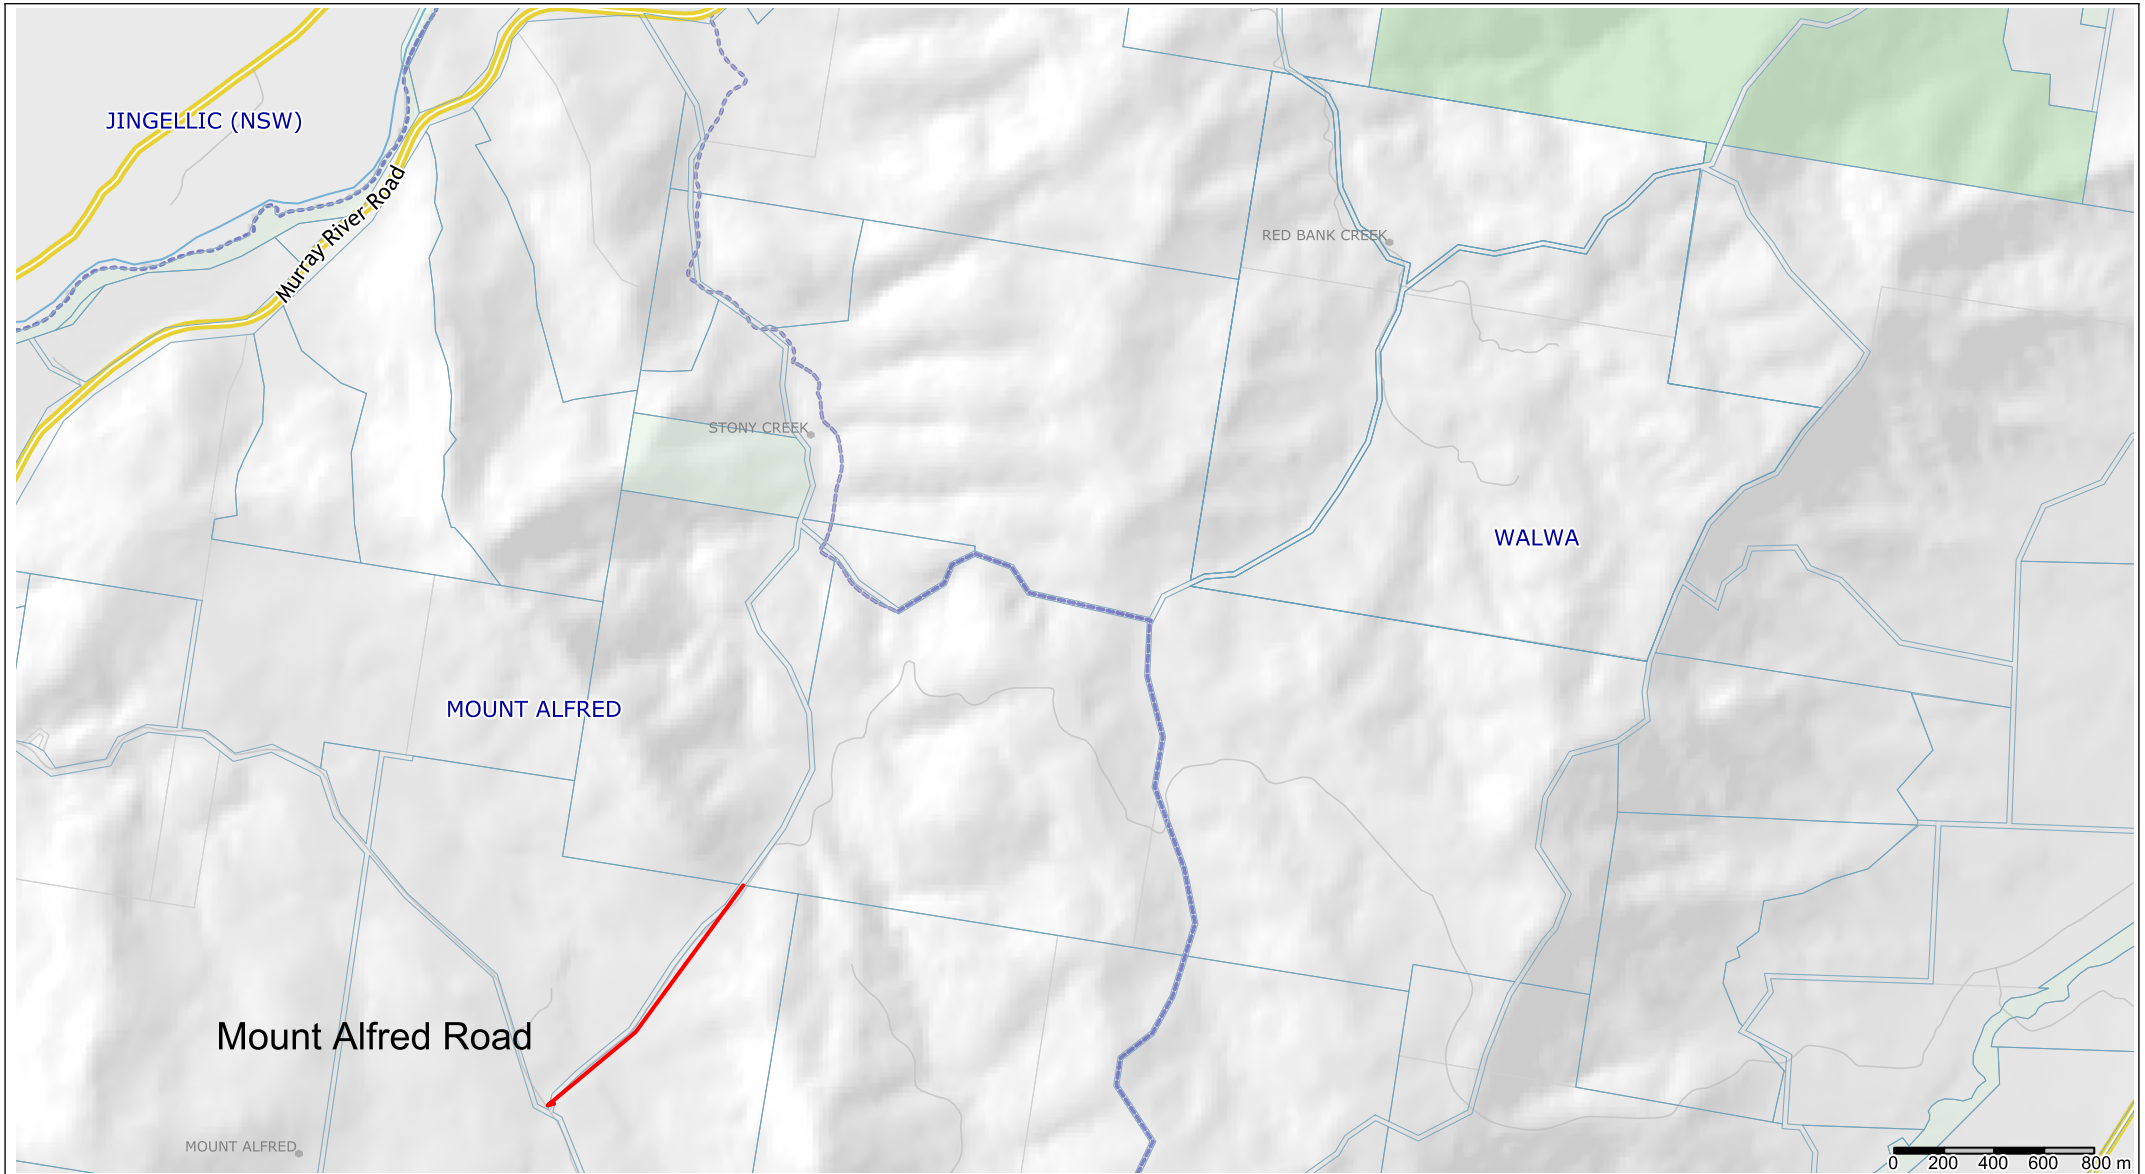 JINGELLIC (NSW)
Murray River Road
RED BANK CREEK
STONY CREEK
WALWA
MOUNT ALFRED
Mount Alfred Road
MOUNT ALFRED
0 200 400 600 800 m